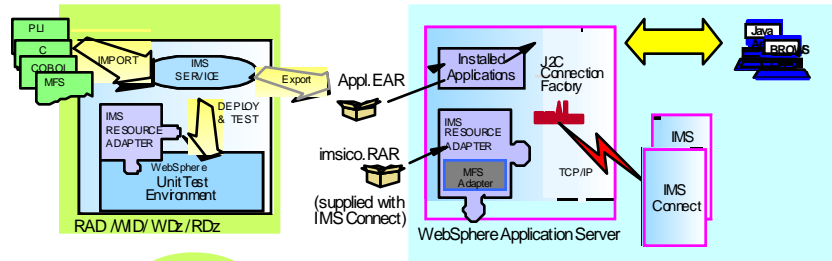 PLI
C
COBOL
MFS
IMPORT
IMS
SERVICE
Export
DEPLOY
& TEST
IMS
RESOURCE
ADAPTER
WebSphere
Unit Test
Environment
RAD /WID/ WDz / RDz
Appl.EAR
imsico.RAR
(supplied with
IMS Connect)
Installed
Applications
J2C
Connection
Factory
IMS
RESOURCE
ADAPTER
MFS
Adapter
TCP/IP
WebSphere Application Server
Java
BROWS
IMS
IMS
Connect